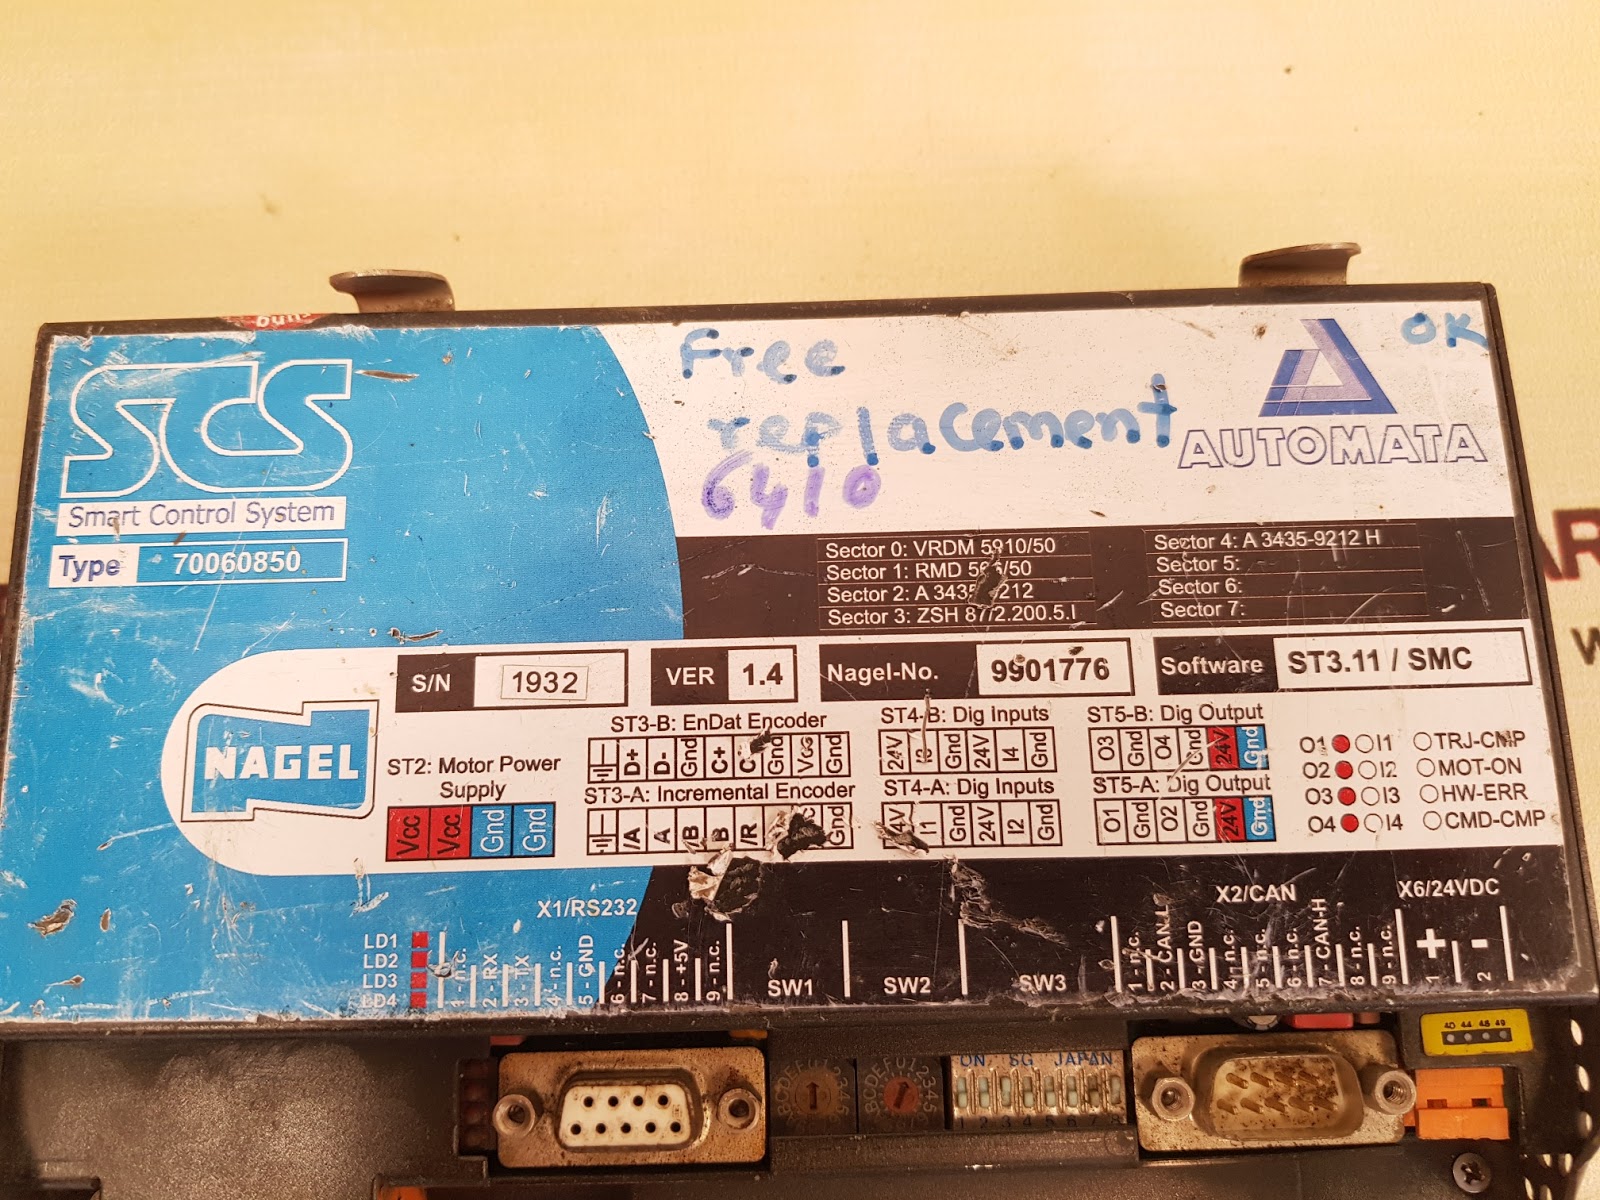 SCS
Smart Control System
Type 70060850
Free
replacement
6410
OK
AUTOMATA
Sector 0: VRDM 5910/50
Sector 1: RMD
Sector 2: A
Sector 3: ZSH
Sector 4: A 3435-9212 H
Sector 5:
Sector 6:
Sector 7:
S/N 1932
VER 1.4
Nagel-No. 9901776
Software ST3.11 / SMC
NAGEL
ST2: Motor Power
Supply
Vcc Vcc Gnd Gnd
ST3-B: EnDat Encoder
D+ D- Gnd C+ Gnd Vcc Gnd
ST3-A: Incremental Encoder
/A A /B B /R Gnd
ST4-B: Dig Inputs
24V I3 Gnd 24V I4 Gnd
ST4-A: Dig Inputs
24V I1 Gnd 24V I2 Gnd
ST5-B: Dig Output
O3 Gnd O4 Gnd 24V Gnd
ST5-A: Dig Output
O1 Gnd O2 Gnd 24V Gnd
O1 I1 TRJ-CMP
O2 I2 MOT-ON
O3 I3 HW-ERR
O4 I4 CMD-CMP
X1/RS232
LD1
LD2
LD3
LD4
1 - n.c.
2 - RX
3 - TX
4 - n.c.
5 - GND
6 - n.c.
7 - n.c.
8 - +5V
9 - n.c.
SW1
SW2
SW3
X2/CAN
1 - n.c.
2 - CAN-L
3 - GND
4 - n.c.
5 - n.c.
6 - n.c.
7 - CAN-H
8 - n.c.
9 - n.c.
X6/24VDC
+ -
1 2
ON SG JAPAN